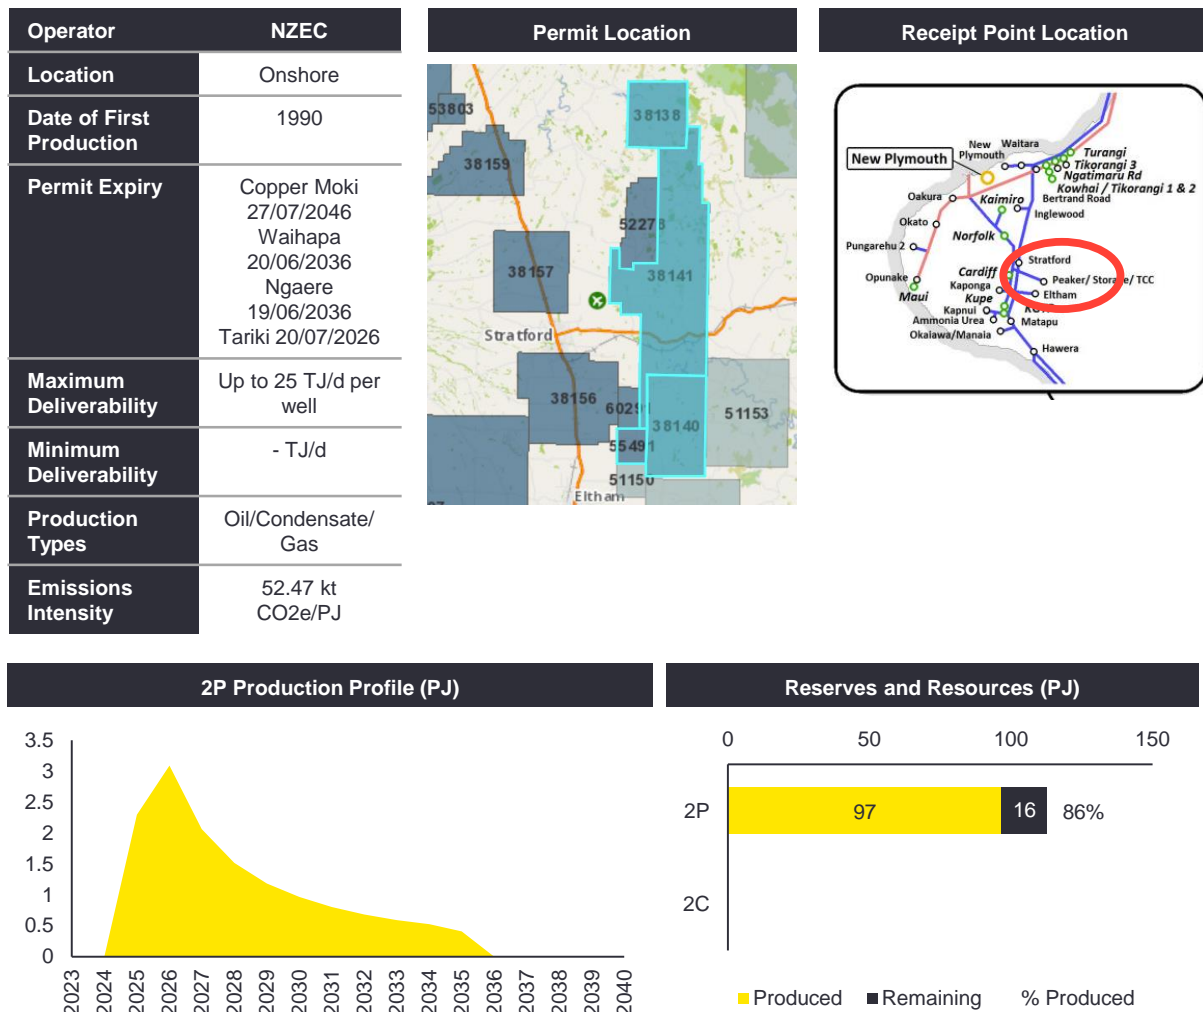 Operator NZEC
Location Onshore
Date of First Production 1990
Permit Expiry
Copper Moki
27/07/2046
Waihapa
20/06/2036
Ngaere
19/06/2036
Tariki 20/07/2026
Maximum Deliverability
Up to 25 TJ/d per well
Minimum Deliverability
- TJ/d
Production Types
Oil/Condensate/ Gas
Emissions Intensity
52.47 kt CO2e/PJ
Permit Location
53803
38138
38159
52278
38157
38141
Stratford
38156
38140
51153
55491
51150
Eltham
Receipt Point Location
New Plymouth
New Plymouth
Waitara
Turangi
Tikorangi 3
Ngatimaru Rd
Kowhai / Tikorangi 1 & 2
Bertrand Road
Kaimiro
Inglewood
Oakura
Okato
Norfolk
Pungarehu 2
Stratford
Cardiff
Peaker/ Storage/ TCC
Opunake
Kaponga
Eltham
Maui
Kupe
Kapnui
Ammonia Urea
Matapu
Okaiawa/Manaia
Hawera
2P Production Profile (PJ)
3.5
3
2.5
2
1.5
1
0.5
0
2023
2024
2025
2026
2027
2028
2029
2030
2031
2032
2033
2034
2035
2036
2037
2038
2039
2040
Reserves and Resources (PJ)
0 50 100 150
2P 97 16 86%
2C
Produced Remaining % Produced